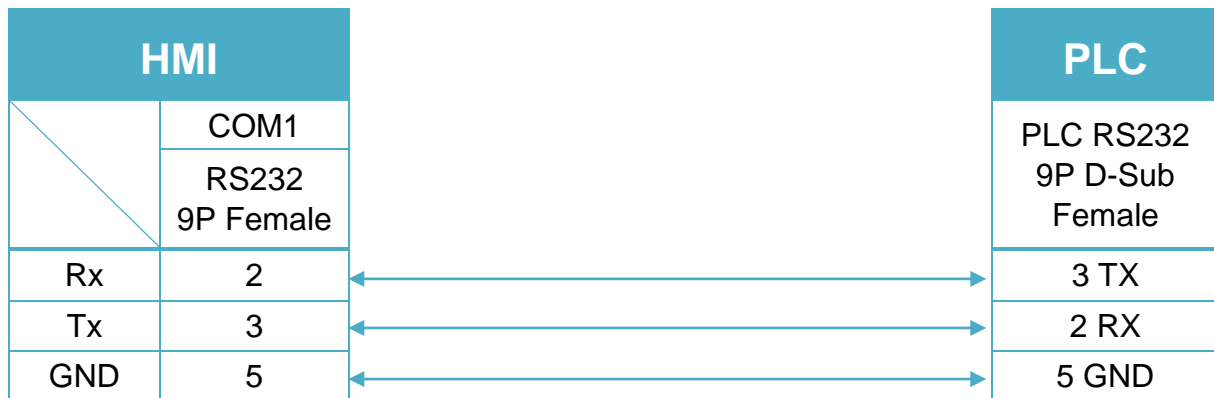 HMI
PLC
COM1
RS232
9P Female
PLC RS232
9P D-Sub
Female
Rx 2 3 TX
Tx 3 2 RX
GND 5 5 GND